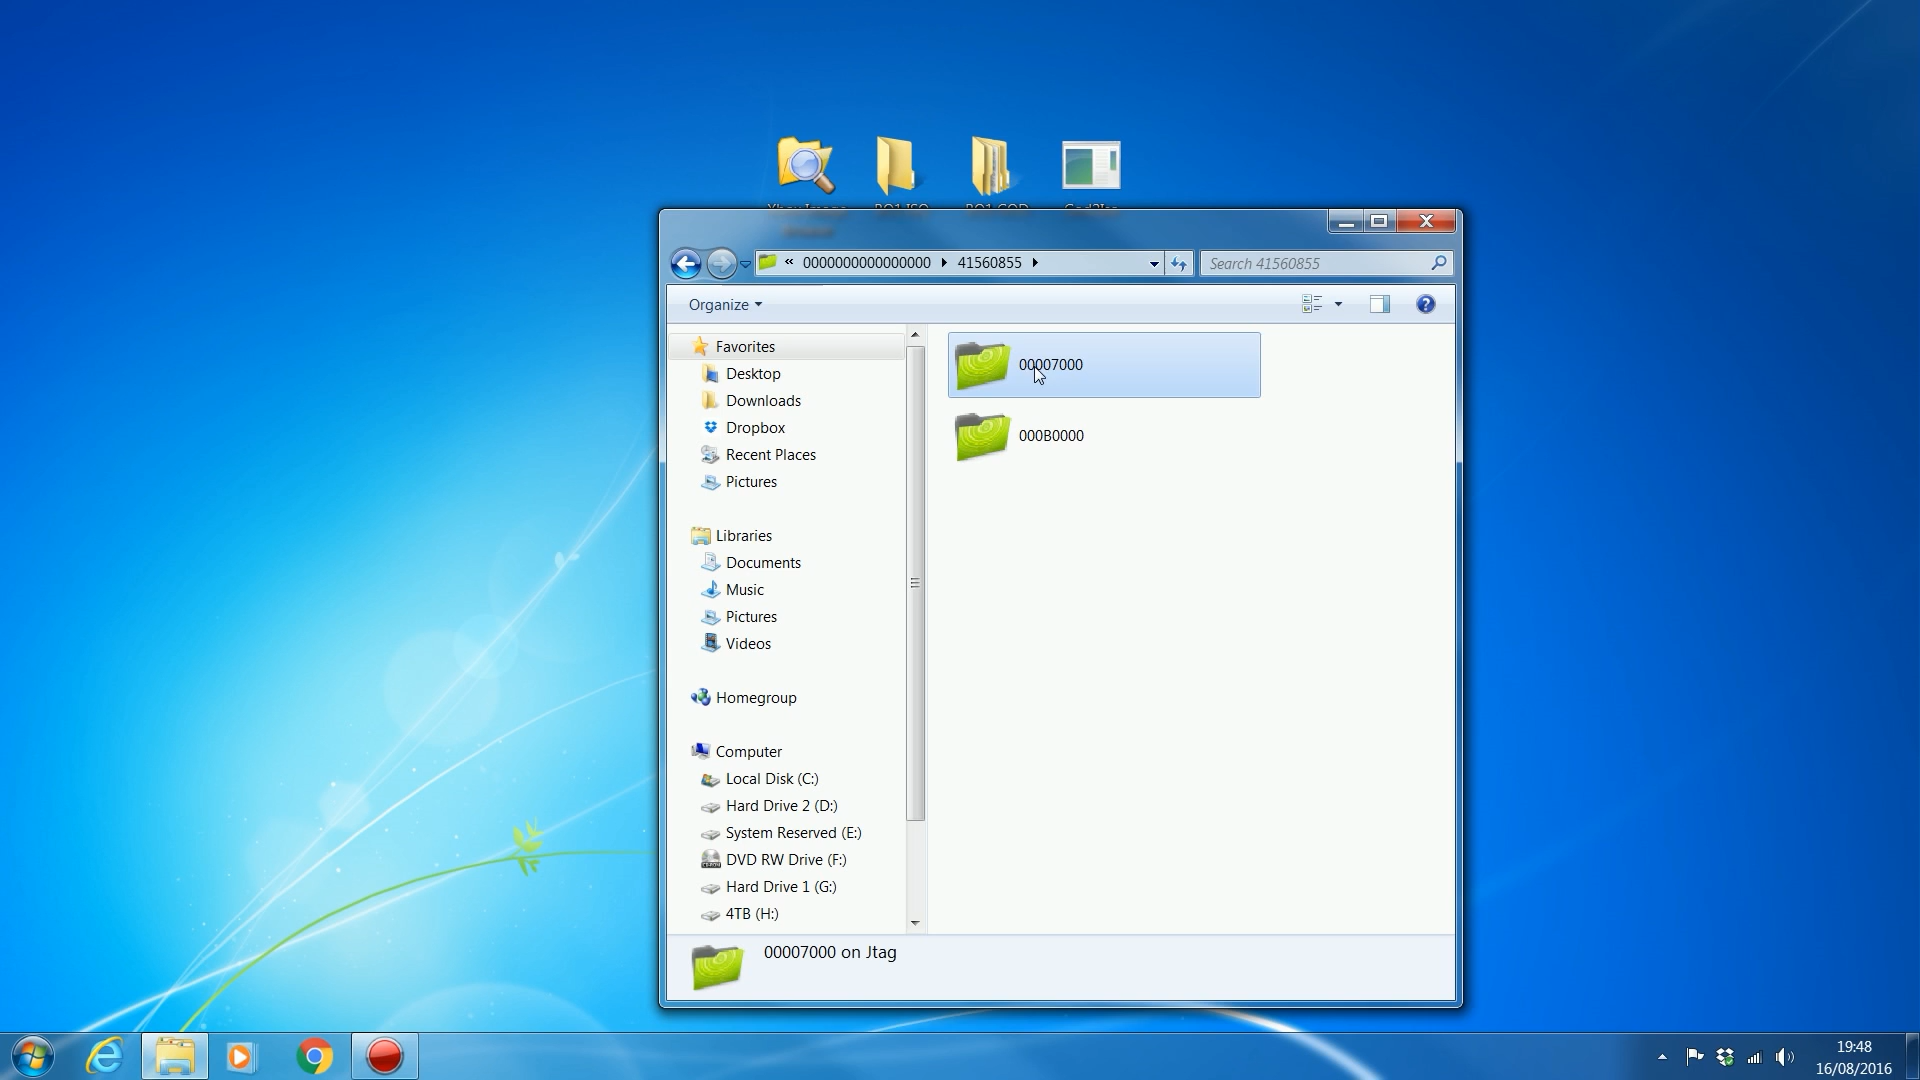 « 0000000000000000 41560855
Search 41560855
Organize
Favorites
Desktop
Downloads
Dropbox
Recent Places
Pictures
Libraries
Documents
Music
Pictures
Videos
Homegroup
Computer
Local Disk (C:)
Hard Drive 2 (D:)
System Reserved (E:)
DVD RW Drive (F:)
Hard Drive 1 (G:)
4TB (H:)
00007000
000B0000
00007000 on Jtag
19:48
16/08/2016